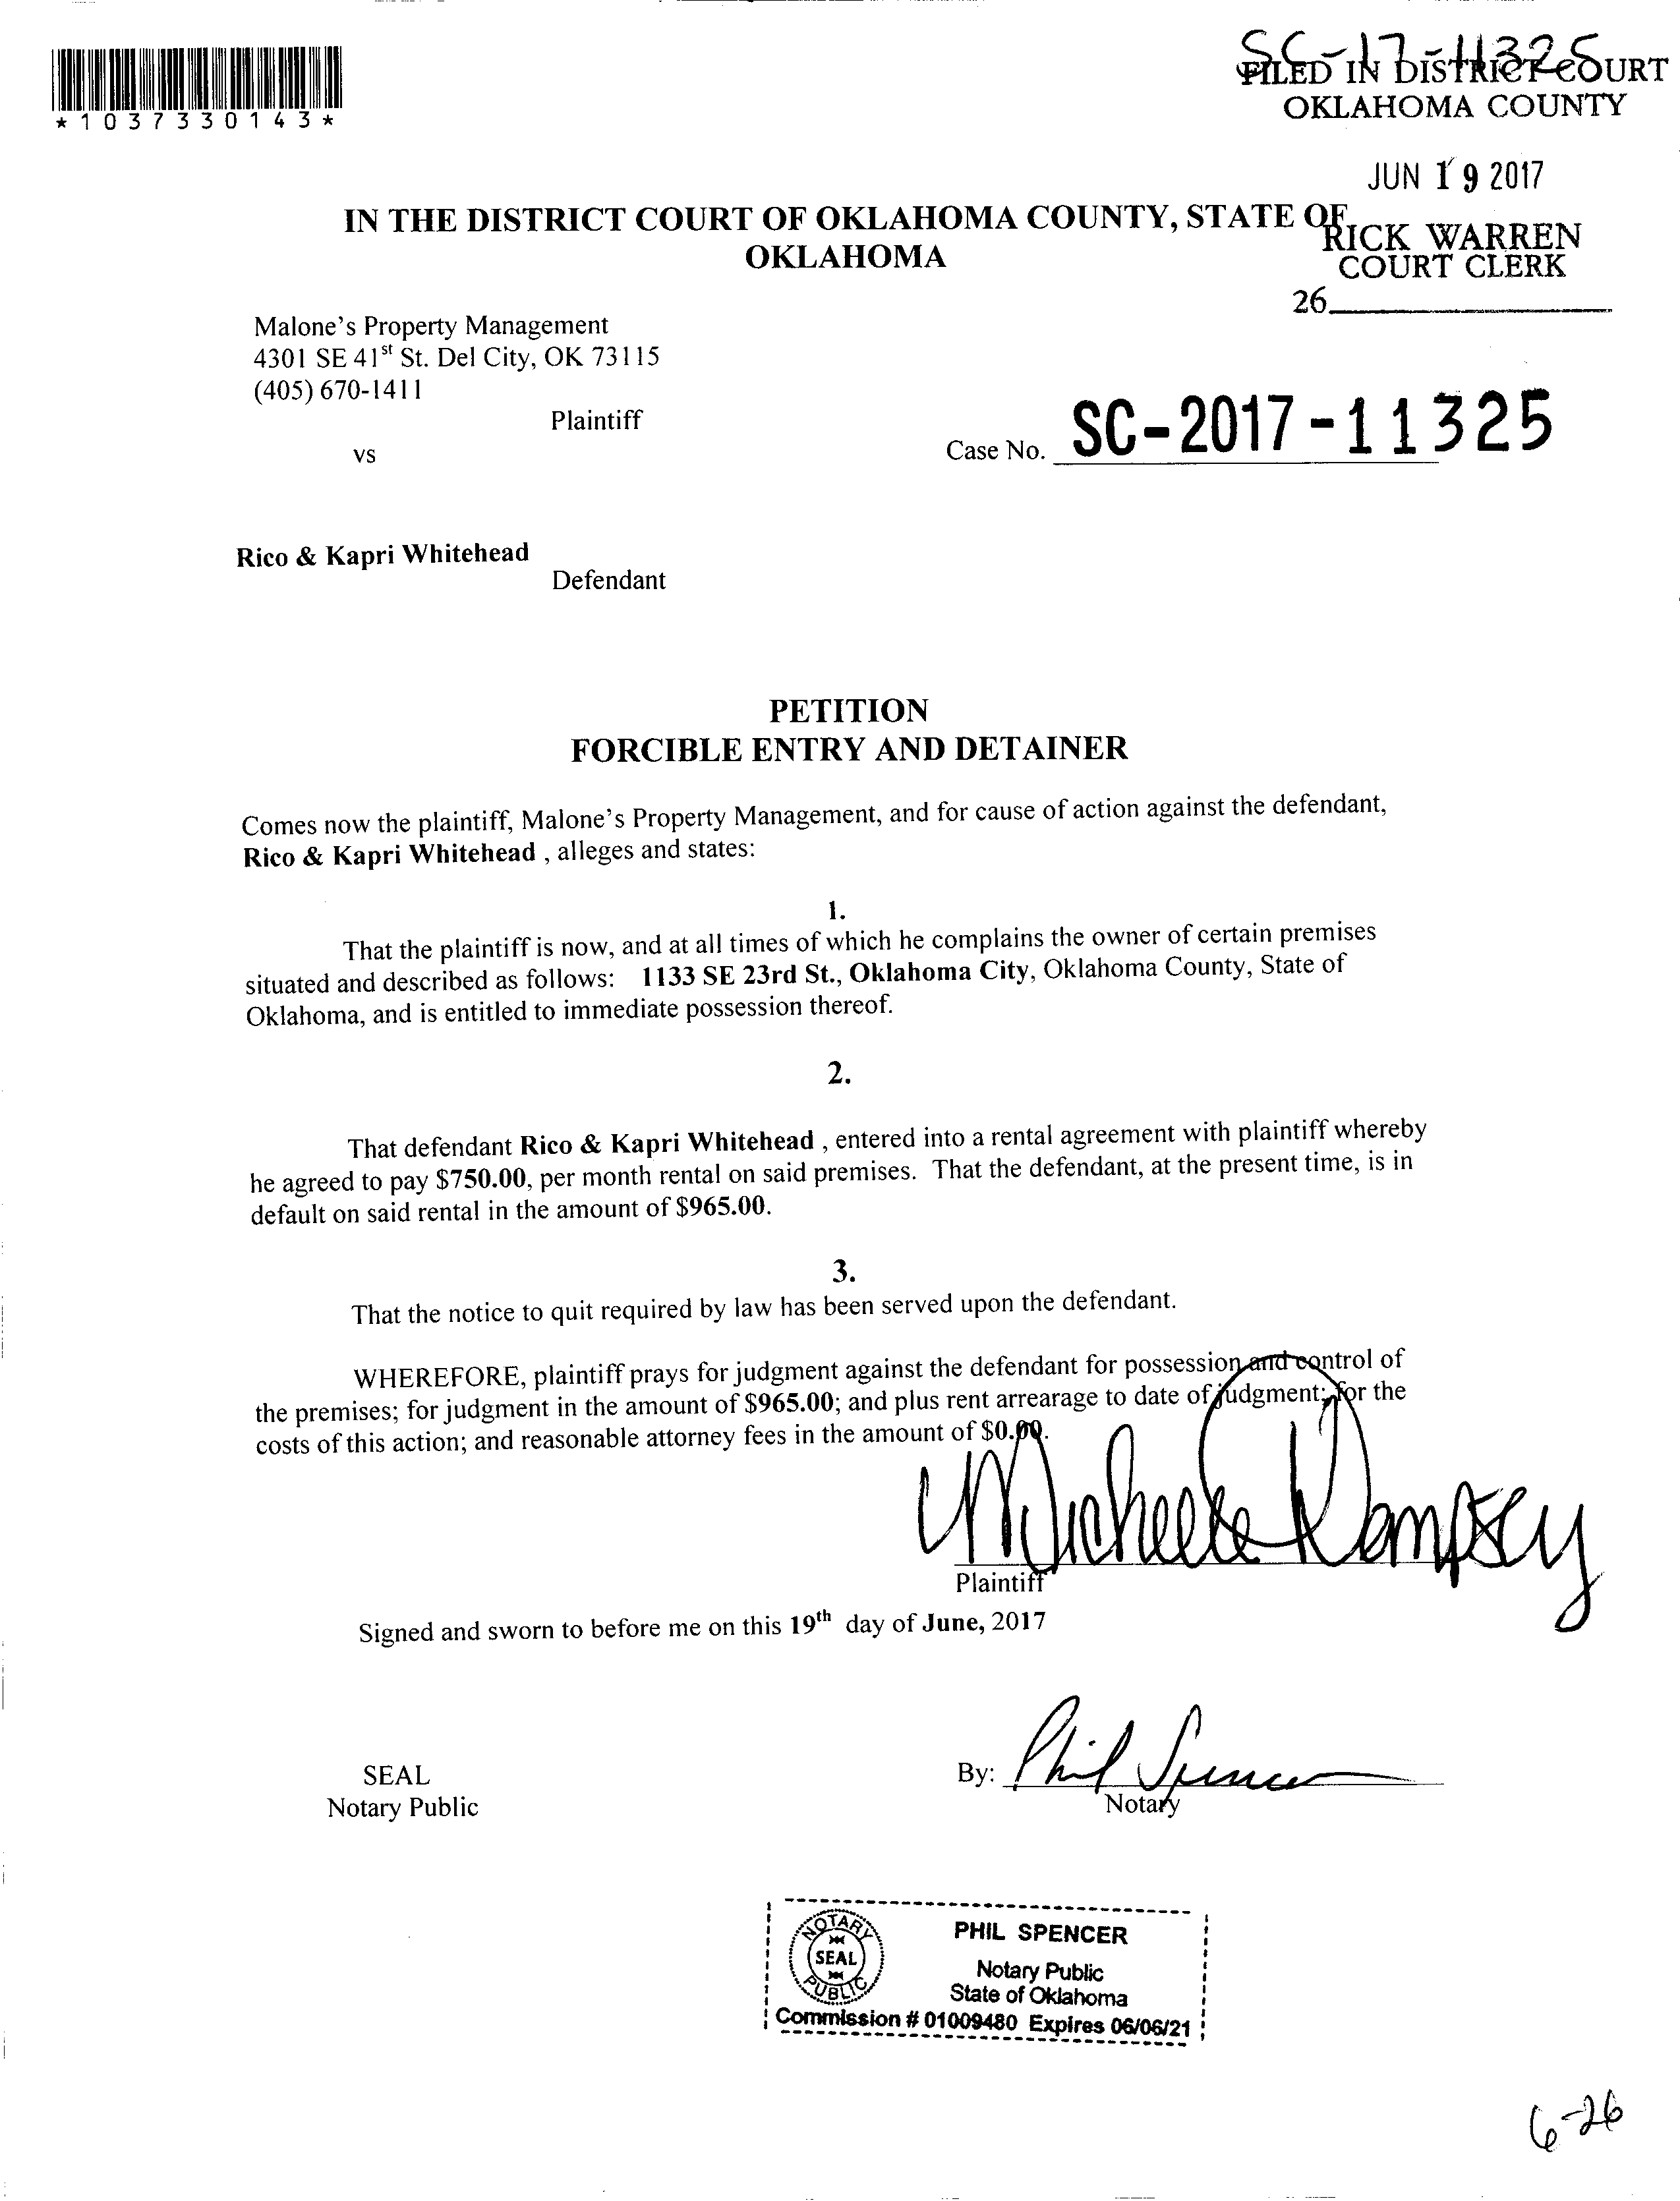 SC-17-11325
FILED IN DISTRICT COURT
OKLAHOMA COUNTY
*1037330143*
JUN 19 2017
IN THE DISTRICT COURT OF OKLAHOMA COUNTY, STATE OF
OKLAHOMA
RICK WARREN
COURT CLERK
26
Malone's Property Management
4301 SE 41st St. Del City, OK 73115
(405) 670-1411
Plaintiff
vs
Case No. SC-2017-11325
Rico & Kapri Whitehead
Defendant
PETITION
FORCIBLE ENTRY AND DETAINER
Comes now the plaintiff, Malone's Property Management, and for cause of action against the defendant,
Rico & Kapri Whitehead , alleges and states:
1.
That the plaintiff is now, and at all times of which he complains the owner of certain premises
situated and described as follows: 1133 SE 23rd St., Oklahoma City, Oklahoma County, State of
Oklahoma, and is entitled to immediate possession thereof.
2.
That defendant Rico & Kapri Whitehead , entered into a rental agreement with plaintiff whereby
he agreed to pay $750.00, per month rental on said premises. That the defendant, at the present time, is in
default on said rental in the amount of $965.00.
3.
That the notice to quit required by law has been served upon the defendant.
WHEREFORE, plaintiff prays for judgment against the defendant for possession and control of
the premises; for judgment in the amount of $965.00; and plus rent arrearage to date of judgment; for the
costs of this action; and reasonable attorney fees in the amount of $0.00.
Micheele Dempsey
Plaintiff
Signed and sworn to before me on this 19th day of June, 2017
SEAL
Notary Public
By: Phil Spencer
Notary
NOTARY
SEAL
PUBLIC
PHIL SPENCER
Notary Public
State of Oklahoma
Commission # 01009480 Expires 06/06/21
6-26